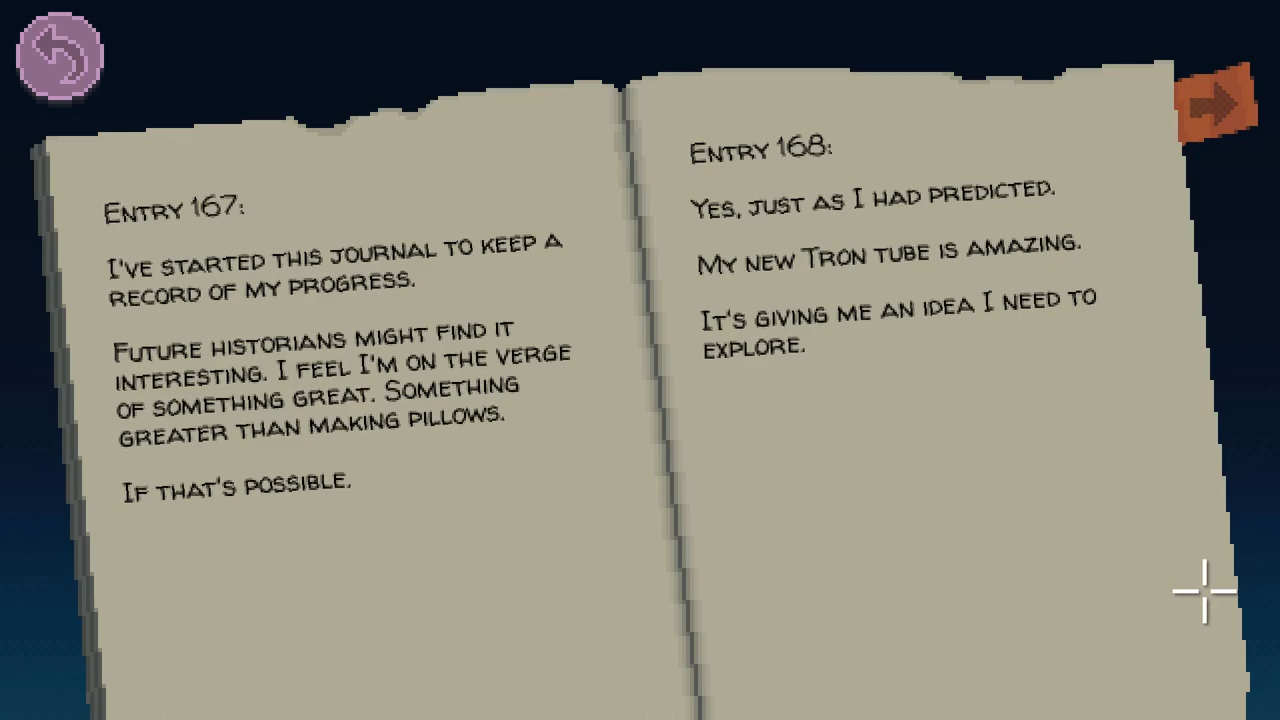 Entry 167:
I've started this journal to keep a
record of my progress.
Future historians might find it
interesting. I feel I'm on the verge
of something great. Something
greater than making pillows.
If that's possible.
Entry 168:
Yes, just as I had predicted.
My new Tron tube is amazing.
It's giving me an idea I need to
explore.